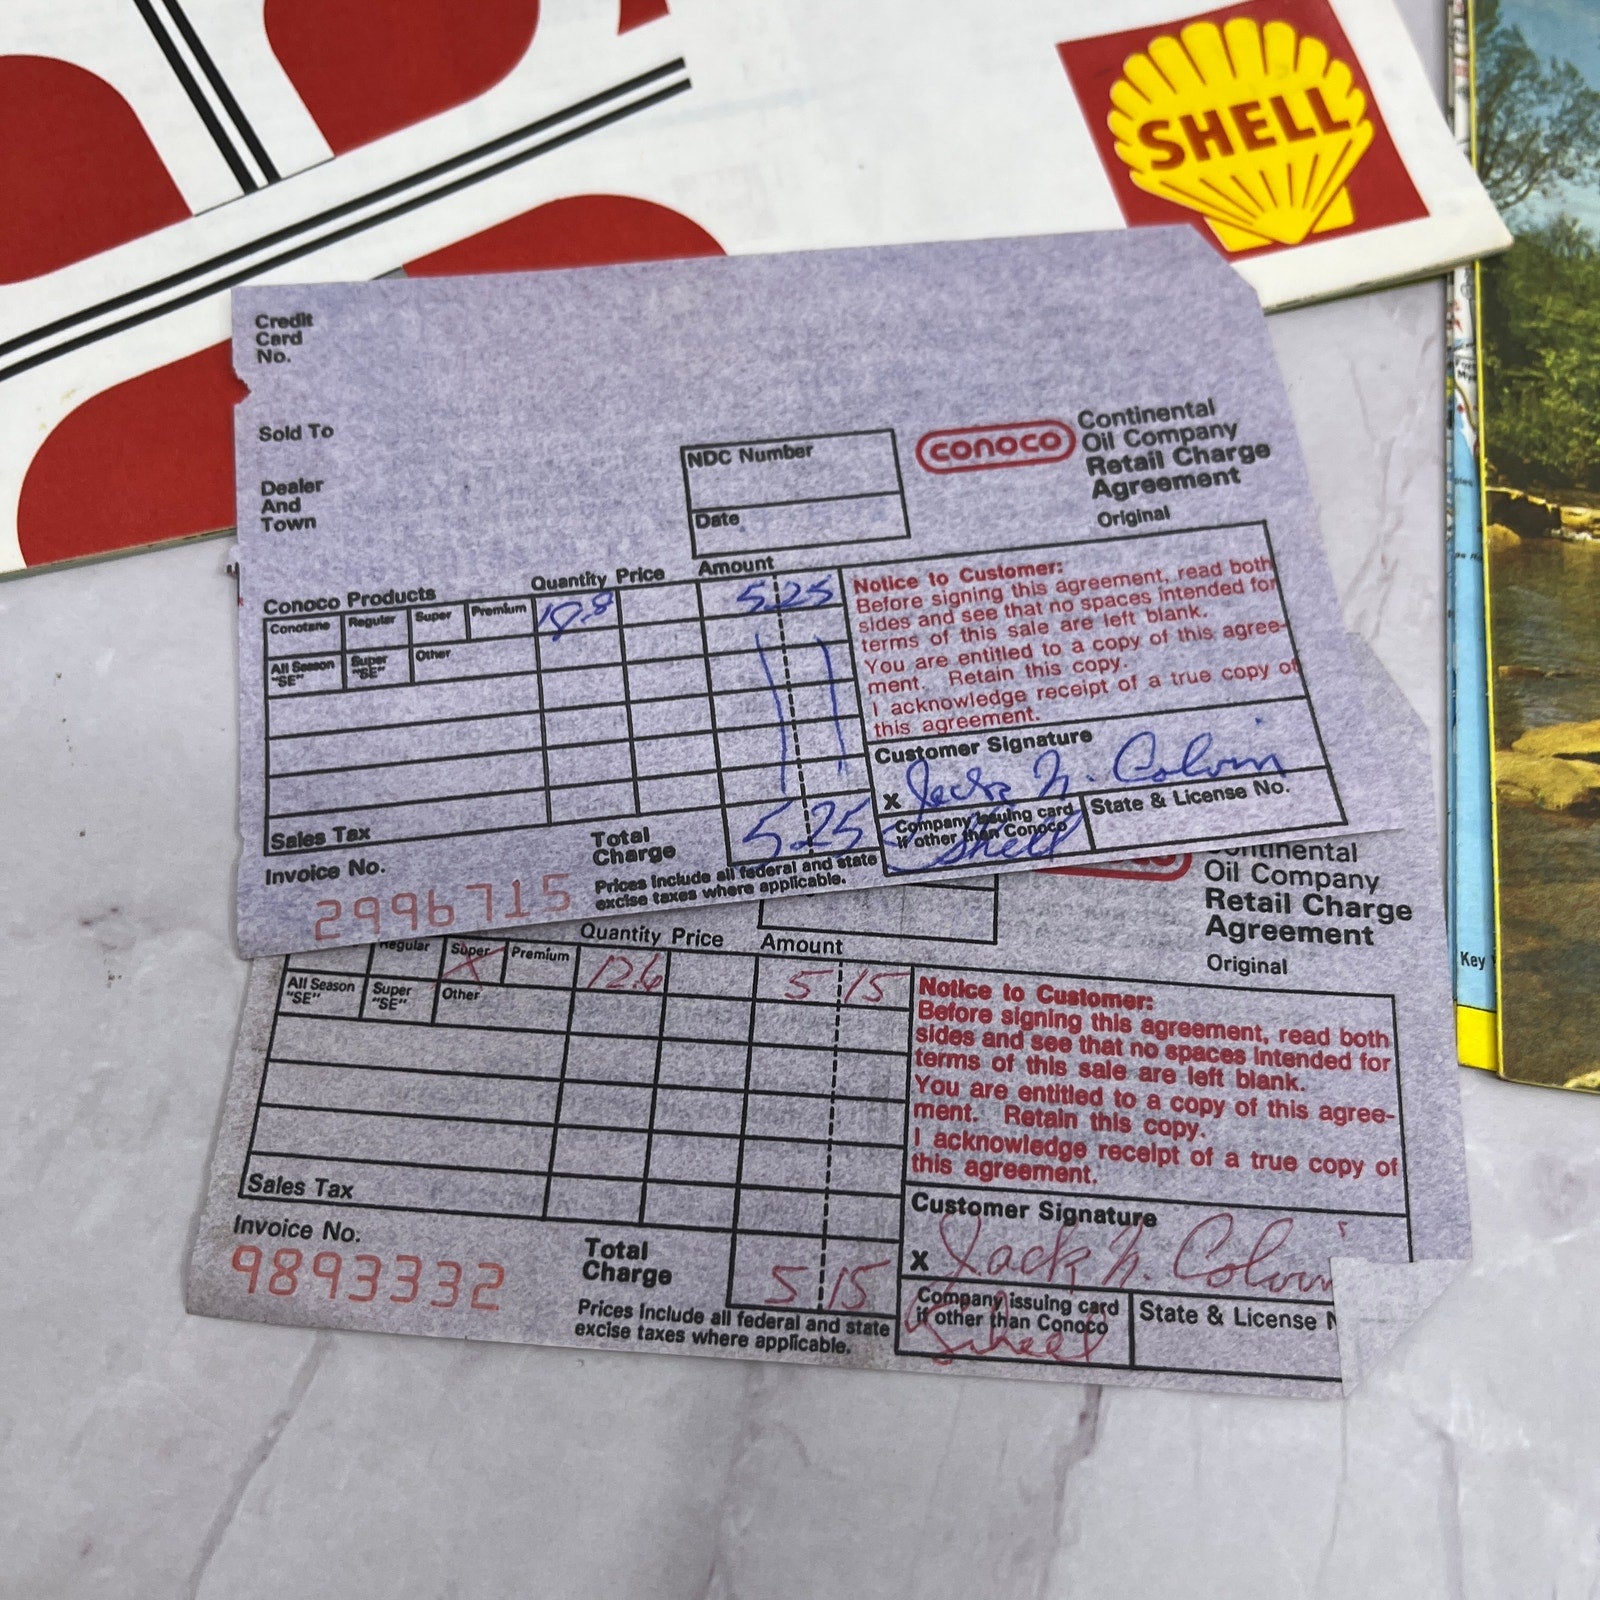 SHELL
Credit
Card
No.
Sold To
Dealer
And
Town
NDC Number
Date
conoco
Continental
Oil Company
Retail Charge
Agreement
Original
Conoco Products
Quantity Price Amount
Conotane Regular Super Premium 5 25
All Season "SE" Super "SE" Other
Sales Tax
Total
Charge
5 25
Invoice No.
2996715
Prices include all federal and state
excise taxes where applicable.
Notice to Customer:
Before signing this agreement, read both
sides and see that no spaces intended for
terms of this sale are left blank.
You are entitled to a copy of this agree-
ment. Retain this copy.
I acknowledge receipt of a true copy of
this agreement.
Customer Signature
x Jack N. Colvin
Company issuing card
if other than Conoco
Shell
State & License No.
Continental
Oil Company
Retail Charge
Agreement
Original
Quantity Price Amount
Regular Super X Premium 12.6 5 15
All Season "SE" Super "SE" Other
Sales Tax
Total
Charge
5 15
Invoice No.
9893332
Prices include all federal and state
excise taxes where applicable.
Notice to Customer:
Before signing this agreement, read both
sides and see that no spaces intended for
terms of this sale are left blank.
You are entitled to a copy of this agree-
ment. Retain this copy.
I acknowledge receipt of a true copy of
this agreement.
Customer Signature
x Jack N. Colvin
Company issuing card
if other than Conoco
Shell
State & License N
Key